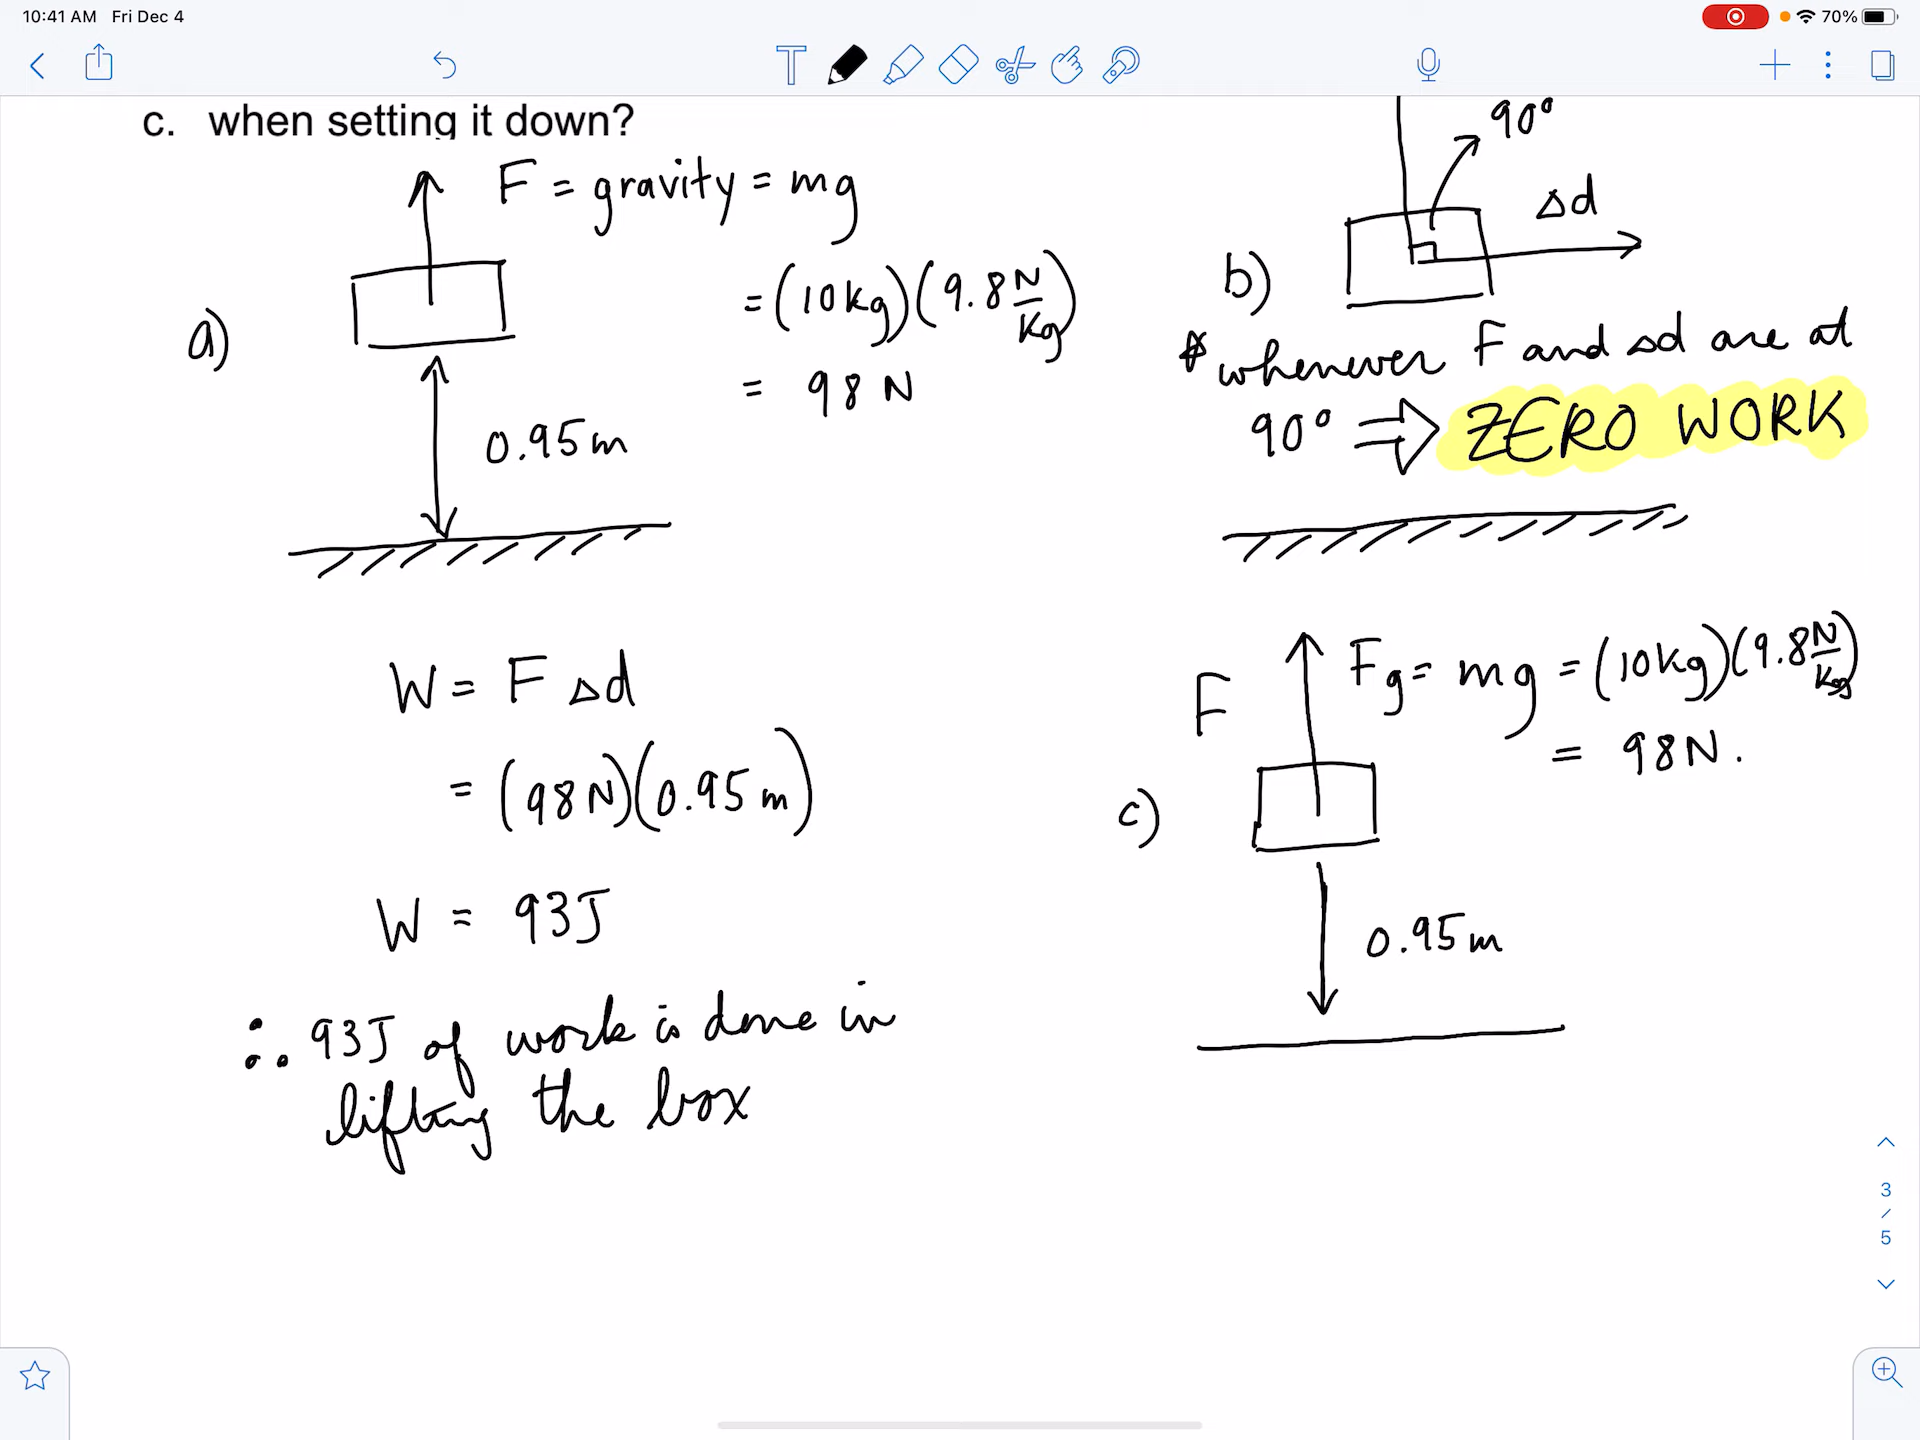 10:41 AM Fri Dec 4
70%
c. when setting it down?
F = gravity = mg
= (10kg)(9.8 N/Kg)
= 98 N
a)
0.95m
W = F Δd
= (98N)(0.95m)
W = 93J
∴ 93J of work is done in
lifting the box
90°
Δd
b)
* whenever F and Δd are at
90° ⇒ ZERO WORK
F
Fg = mg = (10kg)(9.8 N/kg)
= 98N.
c)
0.95m
3
/
5